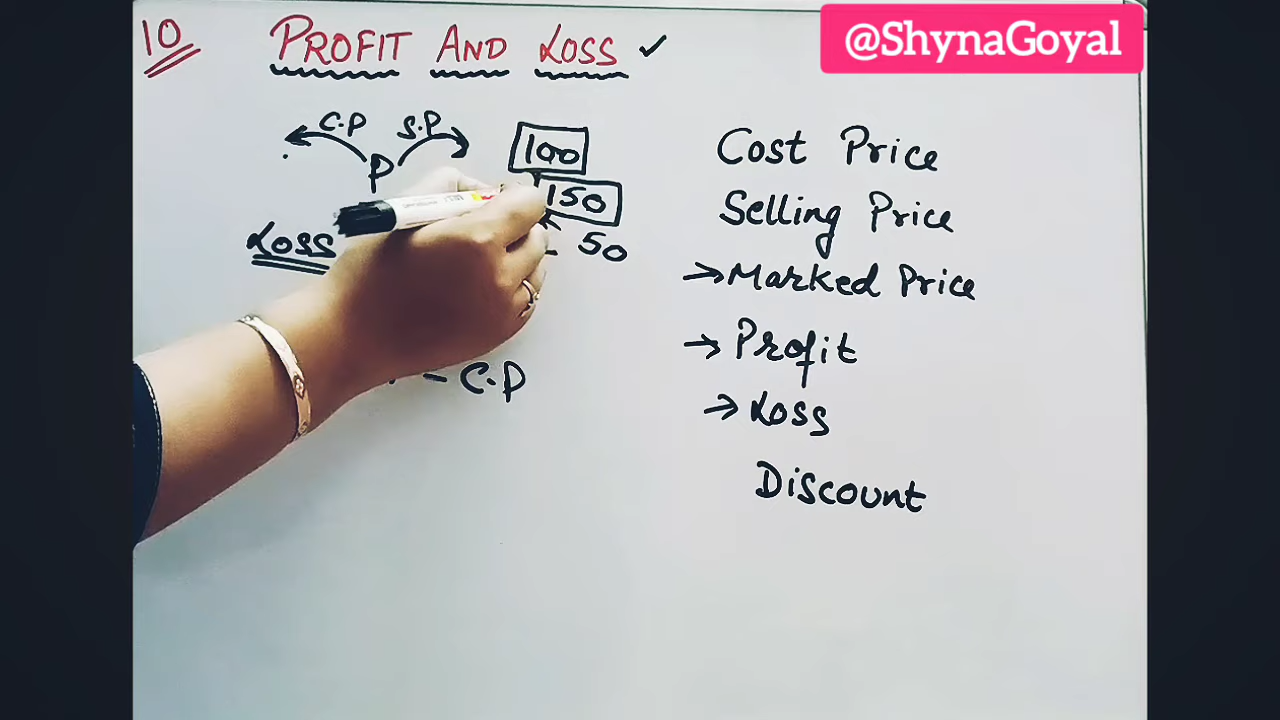 10 PROFIT AND LOSS
@ShynaGoyal
C.P S.P
P
100
150
50
Loss
- C.P
Cost Price
Selling Price
→ Marked Price
→ Profit
→ Loss
Discount